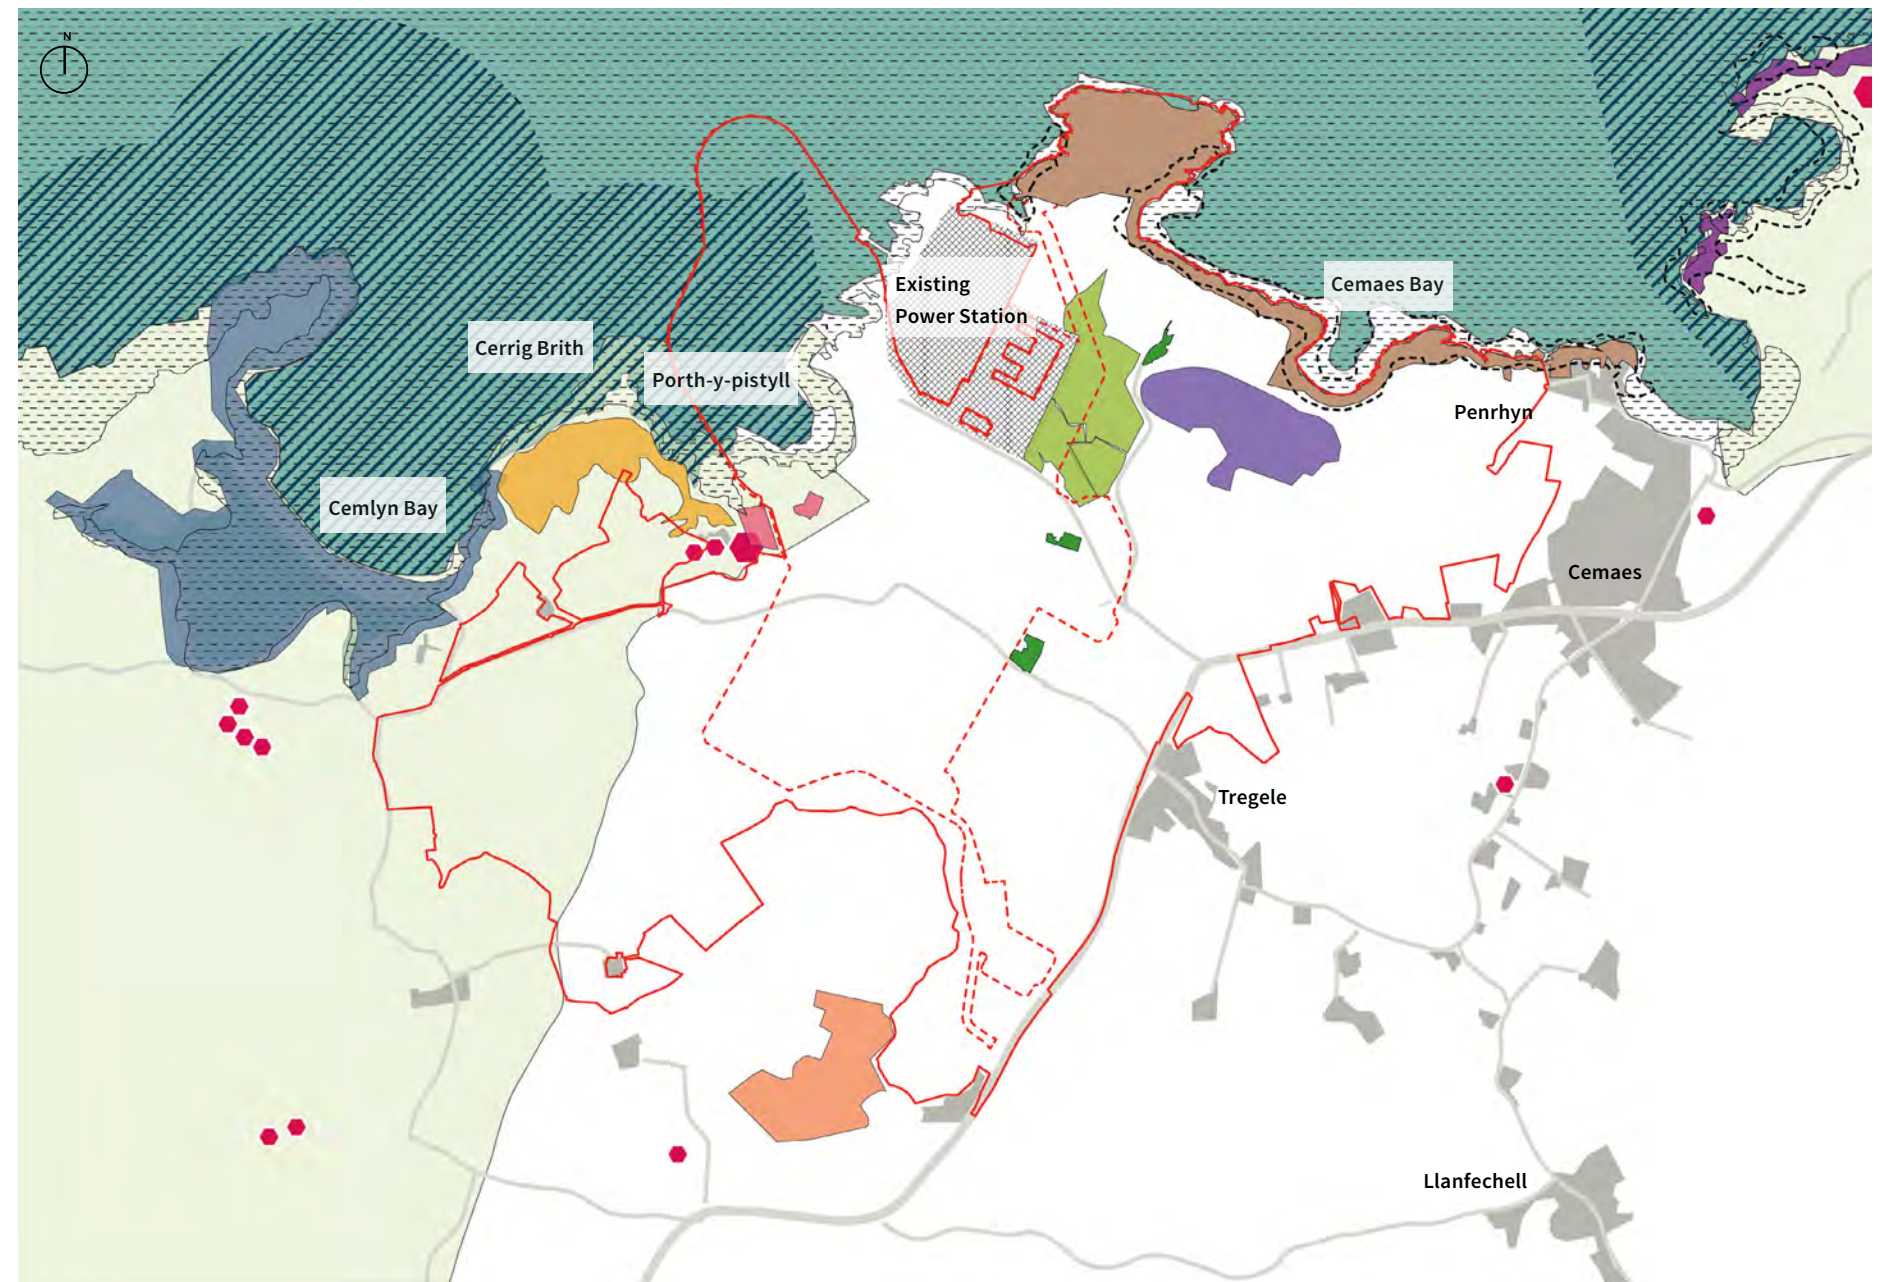 N
Existing
Power Station
Cemaes Bay
Cerrig Brith
Porth-y-pistyll
Penrhyn
Cemlyn Bay
Cemaes
Tregele
Llanfechell